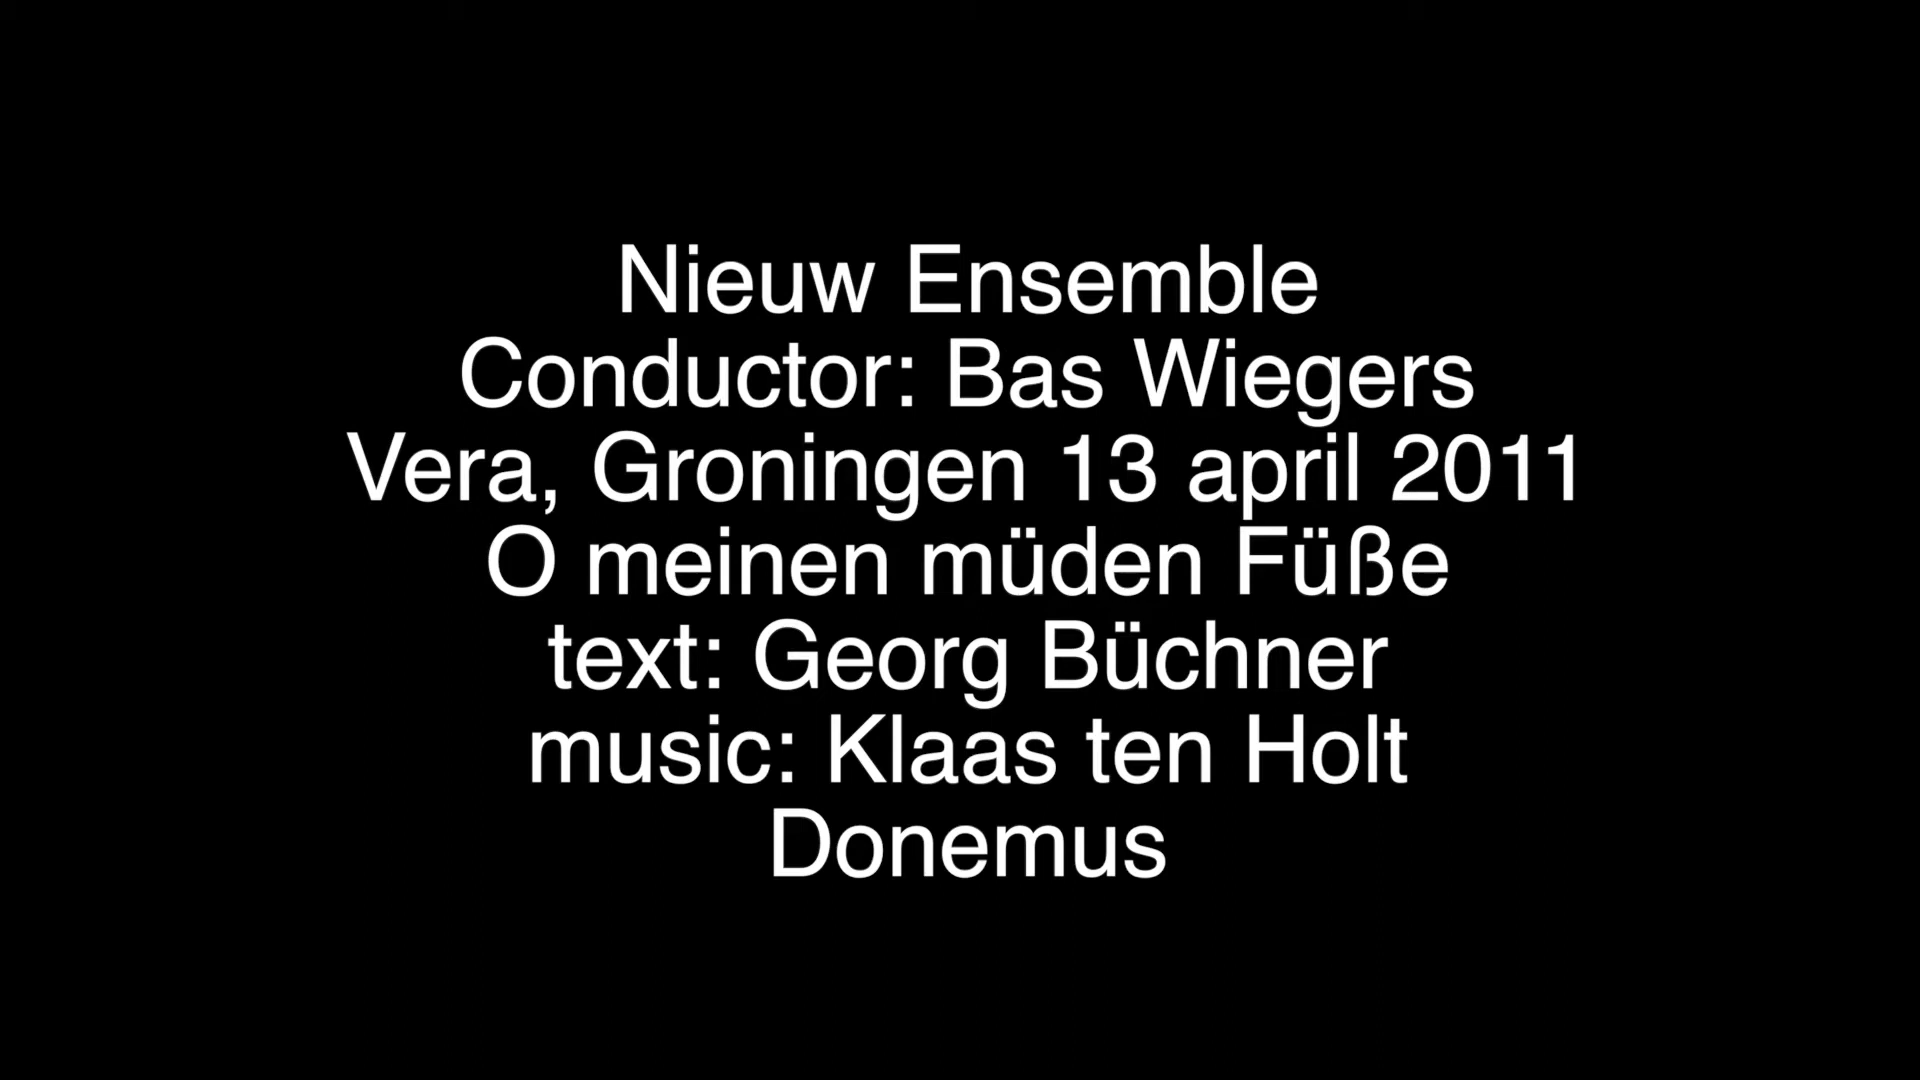 Nieuw Ensemble
Conductor: Bas Wiegers
Vera, Groningen 13 april 2011
O meinen müden Füße
text: Georg Büchner
music: Klaas ten Holt
Donemus